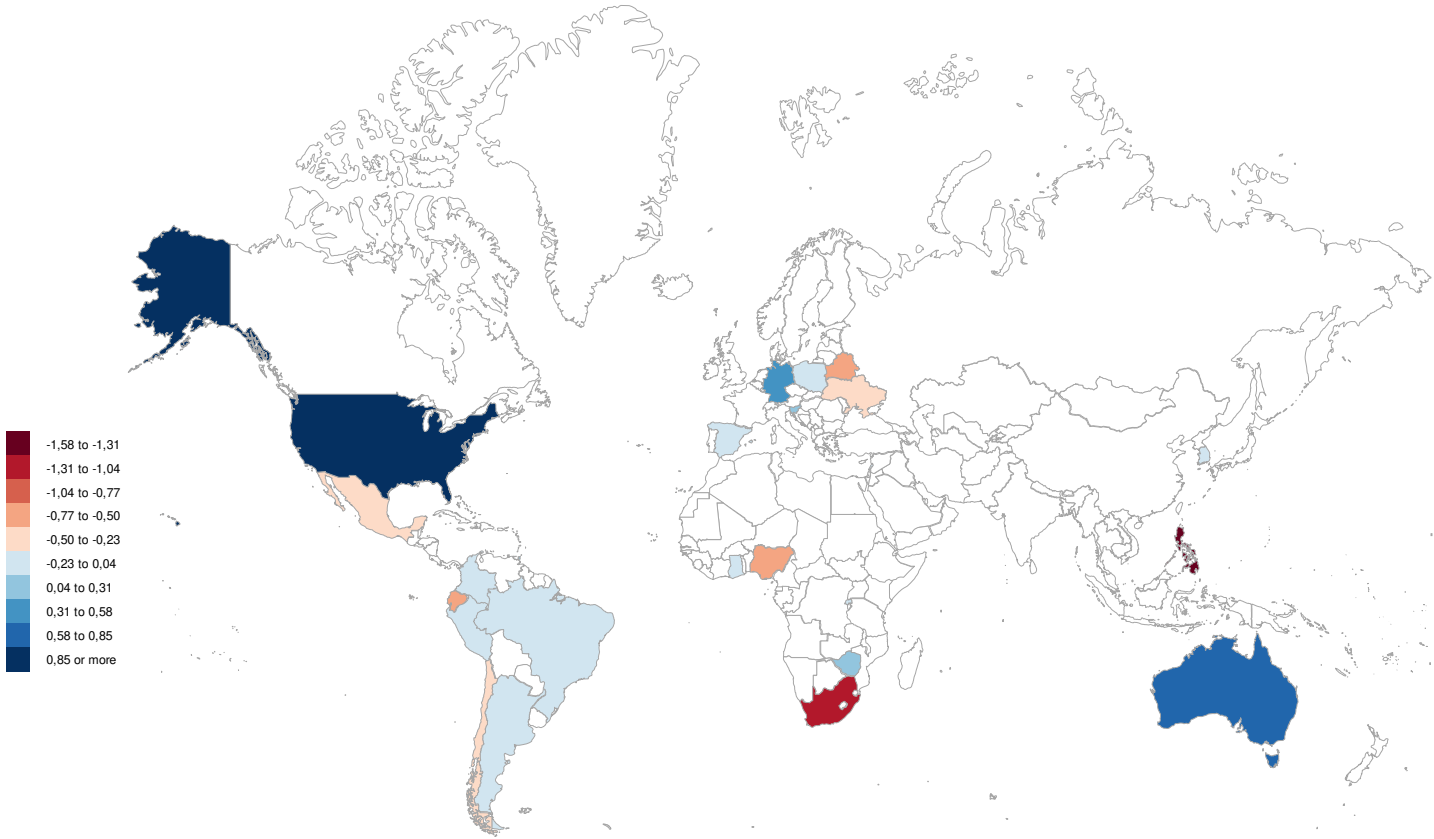 -1,58 to -1,31
-1,31 to -1,04
-1,04 to -0,77
-0,77 to -0,50
-0,50 to -0,23
-0,23 to 0,04
0,04 to 0,31
0,31 to 0,58
0,58 to 0,85
0,85 or more